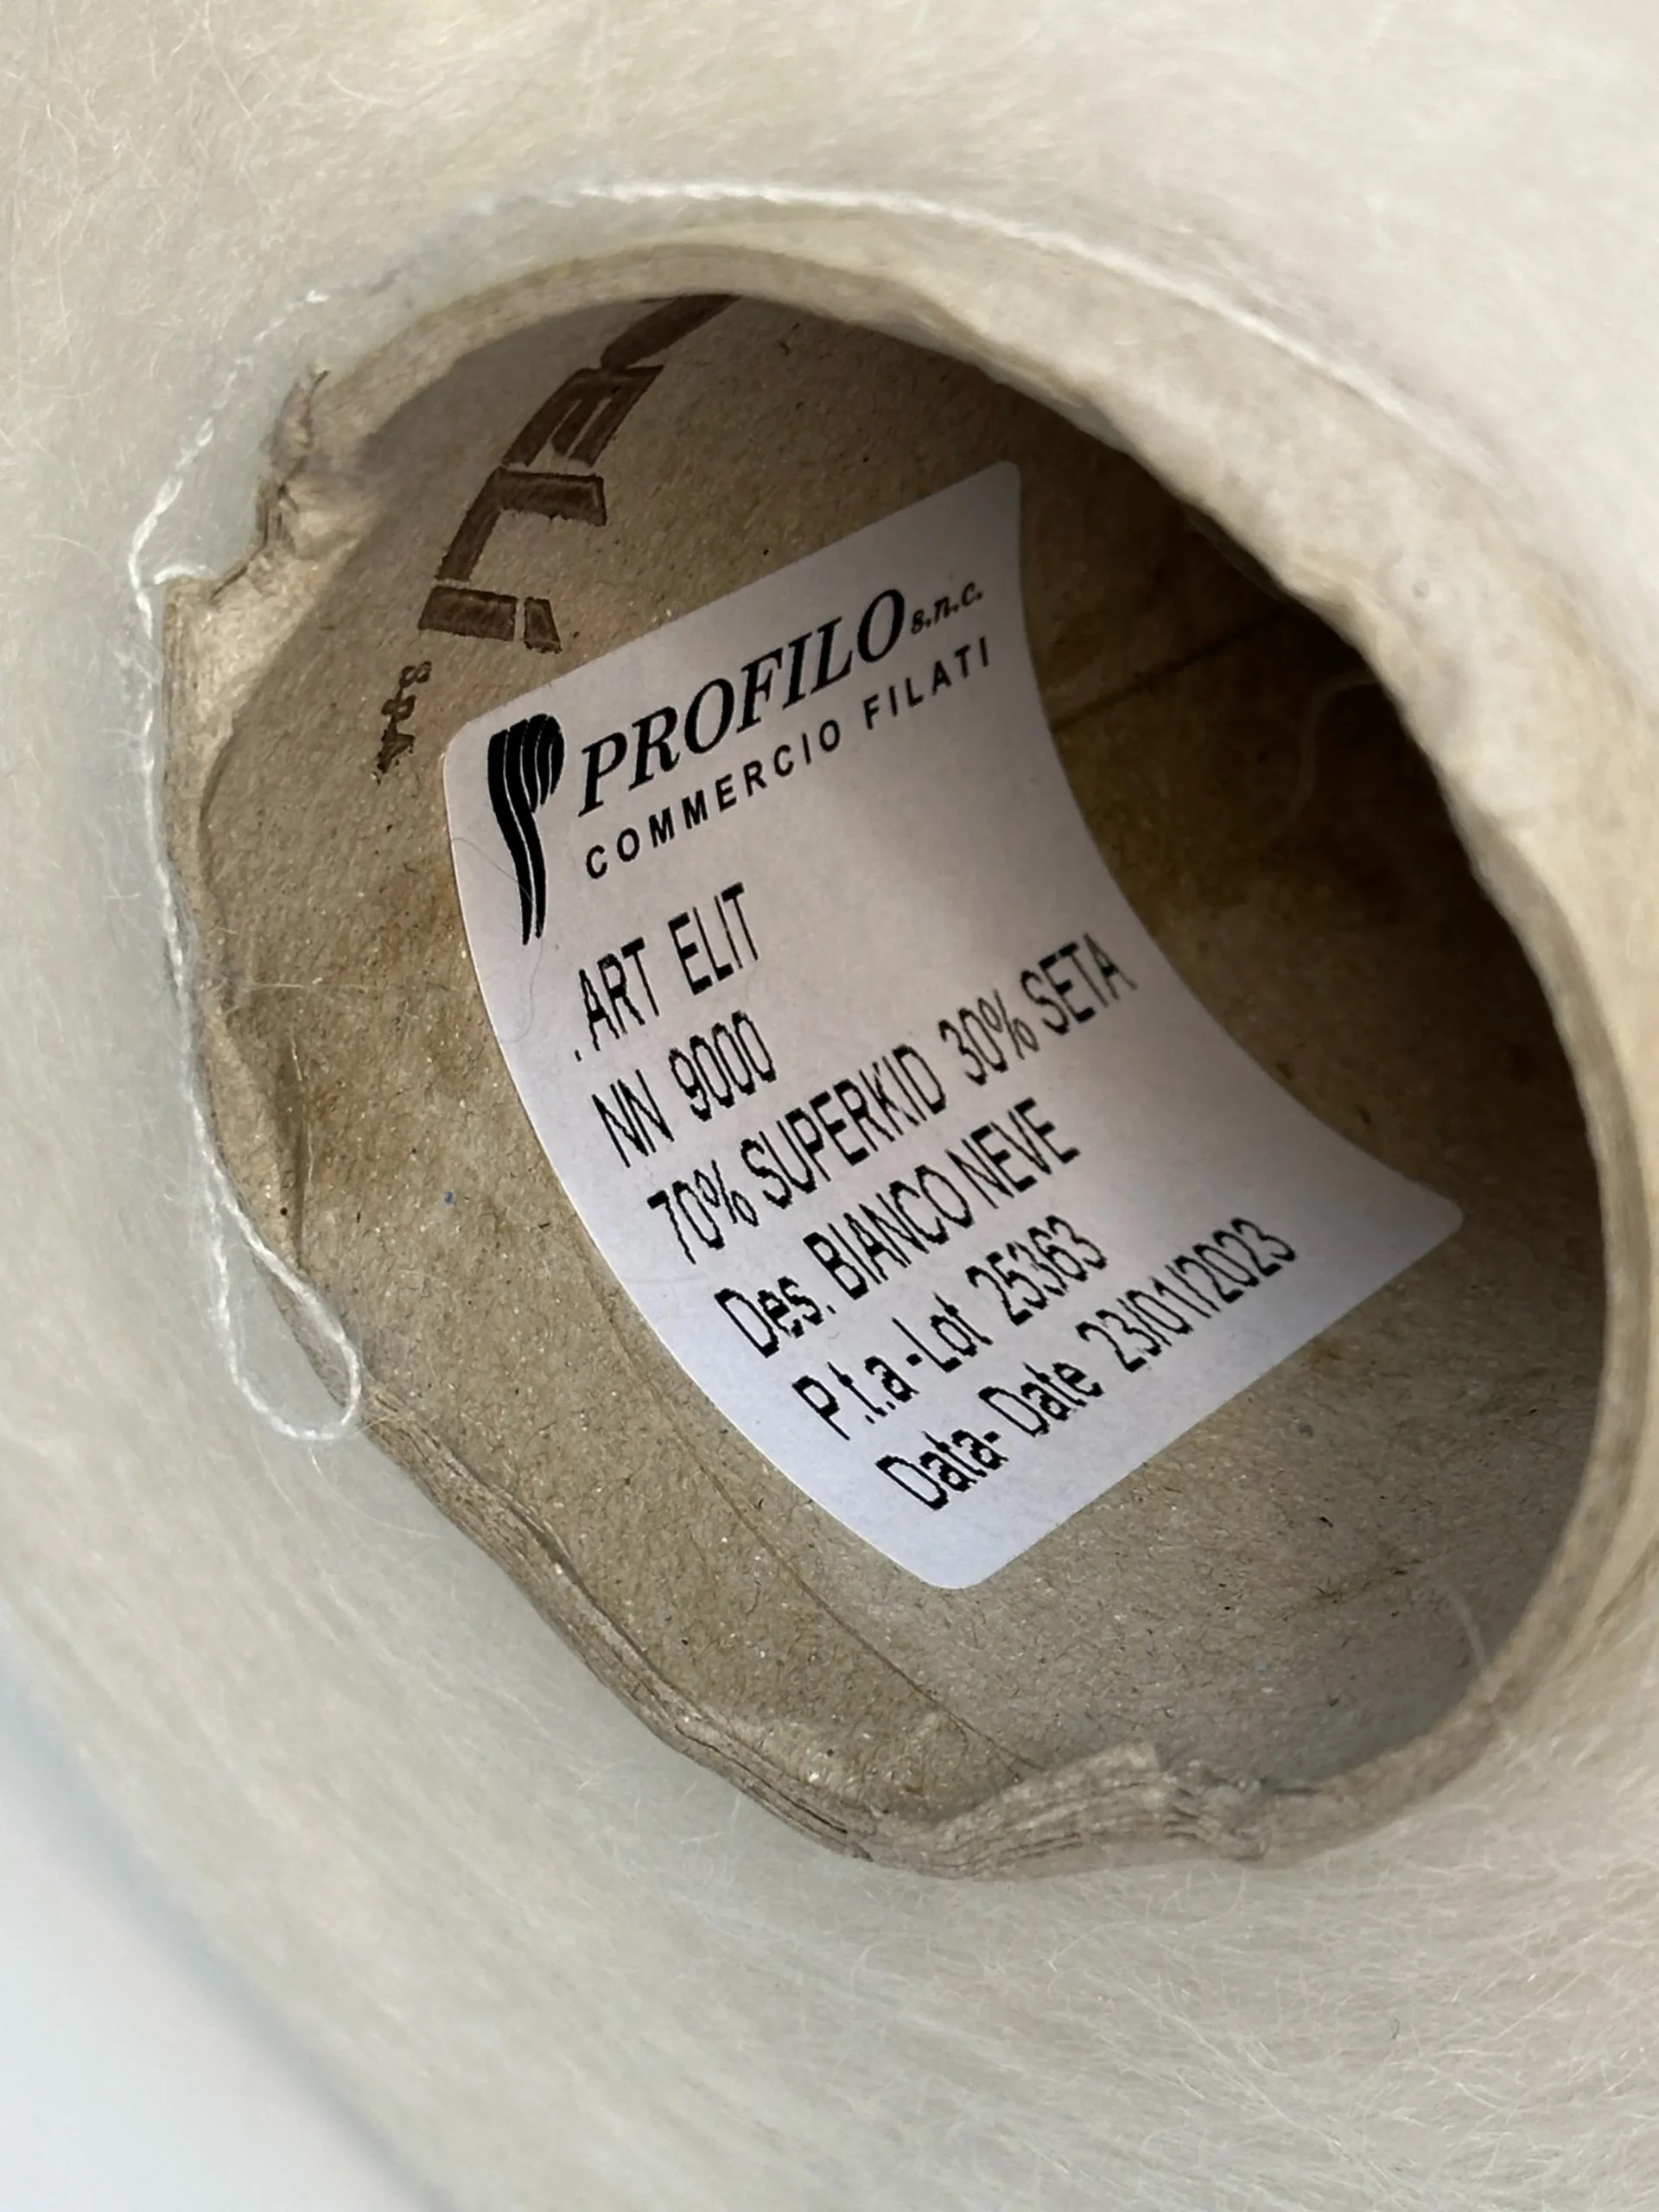 PROFILO s.n.c.
COMMERCIO FILATI
.ART ELIT
NN 9000
70% SUPERKID 30% SETA
Des. BIANCO NEVE
P.t.a -Lot 25363
Data- Date 23/01/2023